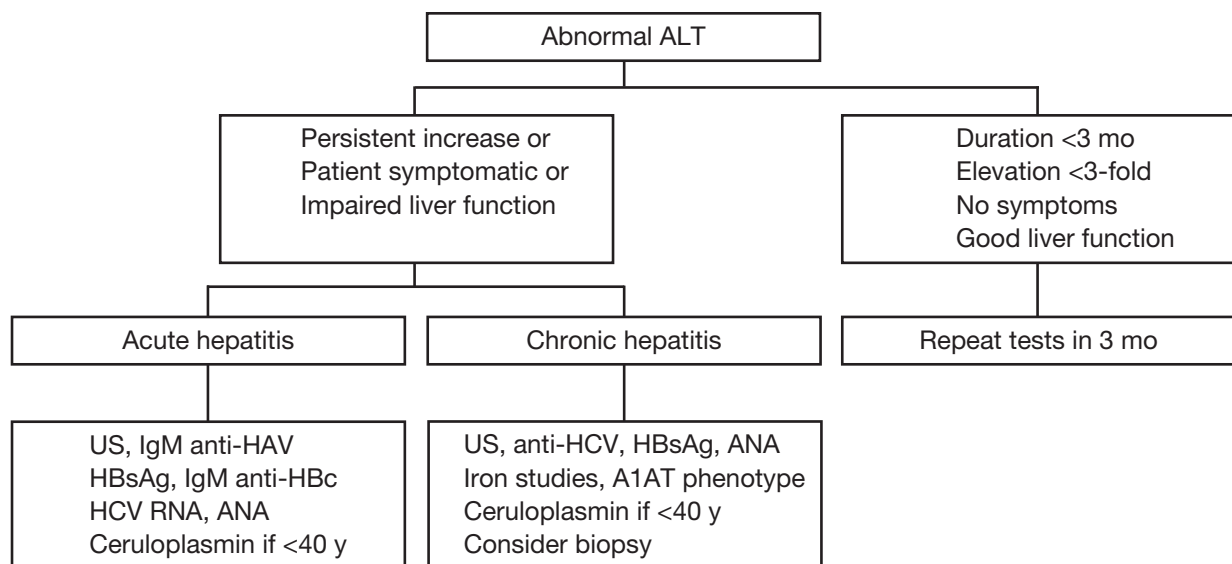 Abnormal ALT
Persistent increase or
Patient symptomatic or
Impaired liver function
Duration <3 mo
Elevation <3-fold
No symptoms
Good liver function
Acute hepatitis
Chronic hepatitis
Repeat tests in 3 mo
US, IgM anti-HAV
HBsAg, IgM anti-HBc
HCV RNA, ANA
Ceruloplasmin if <40 y
US, anti-HCV, HBsAg, ANA
Iron studies, A1AT phenotype
Ceruloplasmin if <40 y
Consider biopsy